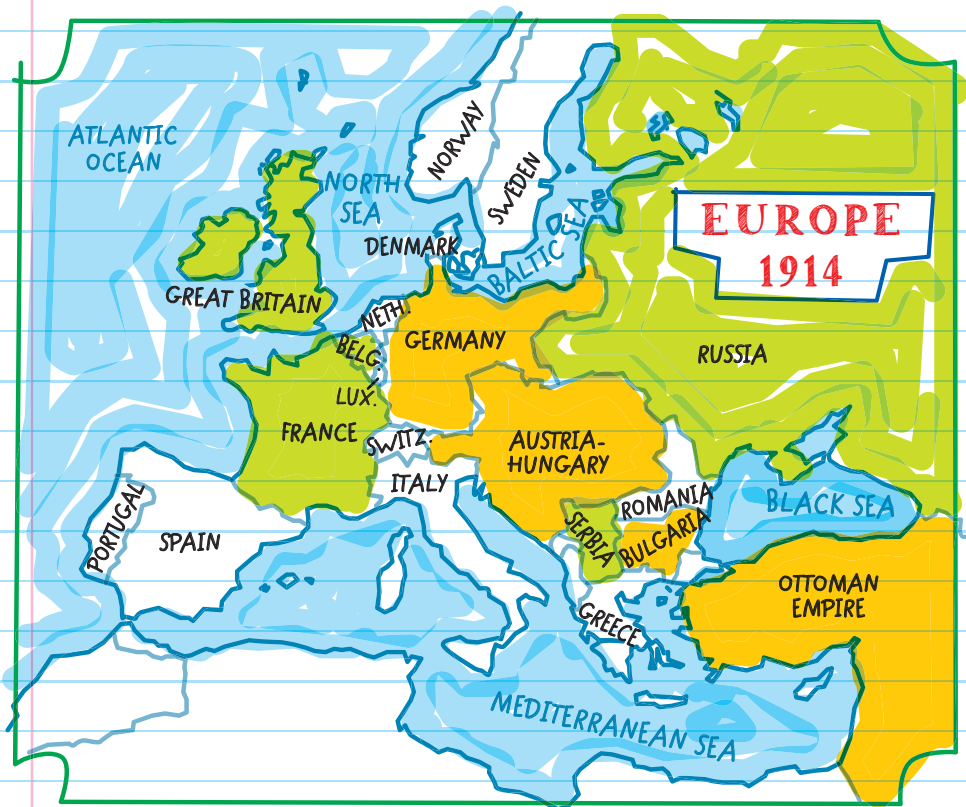 ATLANTIC
OCEAN
NORWAY
SWEDEN
NORTH
SEA
EUROPE
1914
DENMARK
BALTIC SEA
GREAT BRITAIN
NETH.
GERMANY
BELG.
RUSSIA
LUX.
FRANCE
SWITZ.
AUSTRIA-
HUNGARY
ITALY
ROMANIA
BLACK SEA
PORTUGAL
SPAIN
SERBIA
BULGARIA
OTTOMAN
EMPIRE
GREECE
MEDITERRANEAN SEA